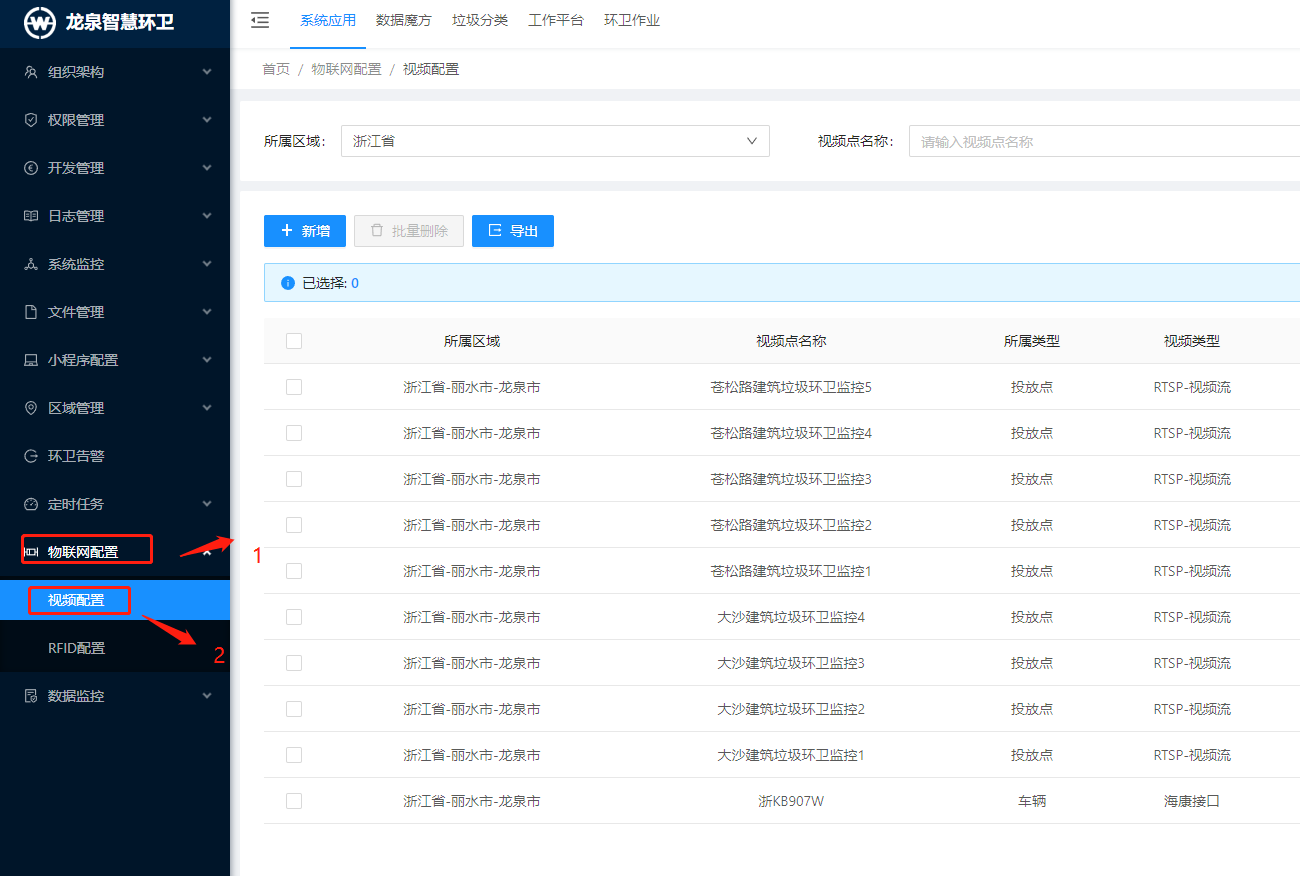 龙泉智慧环卫
系统应用 数据魔方 垃圾分类 工作平台 环卫作业
首页 / 物联网配置 / 视频配置
组织架构
权限管理
开发管理
日志管理
系统监控
文件管理
小程序配置
区域管理
环卫告警
定时任务
物联网配置
1
视频配置
2
RFID配置
数据监控
所属区域: 浙江省 视频点名称: 请输入视频点名称
新增 批量删除 导出
已选择: 0
所属区域 视频点名称 所属类型 视频类型
浙江省-丽水市-龙泉市 苍松路建筑垃圾环卫监控5 投放点 RTSP-视频流
浙江省-丽水市-龙泉市 苍松路建筑垃圾环卫监控4 投放点 RTSP-视频流
浙江省-丽水市-龙泉市 苍松路建筑垃圾环卫监控3 投放点 RTSP-视频流
浙江省-丽水市-龙泉市 苍松路建筑垃圾环卫监控2 投放点 RTSP-视频流
浙江省-丽水市-龙泉市 苍松路建筑垃圾环卫监控1 投放点 RTSP-视频流
浙江省-丽水市-龙泉市 大沙建筑垃圾环卫监控4 投放点 RTSP-视频流
浙江省-丽水市-龙泉市 大沙建筑垃圾环卫监控3 投放点 RTSP-视频流
浙江省-丽水市-龙泉市 大沙建筑垃圾环卫监控2 投放点 RTSP-视频流
浙江省-丽水市-龙泉市 大沙建筑垃圾环卫监控1 投放点 RTSP-视频流
浙江省-丽水市-龙泉市 浙KB907W 车辆 海康接口